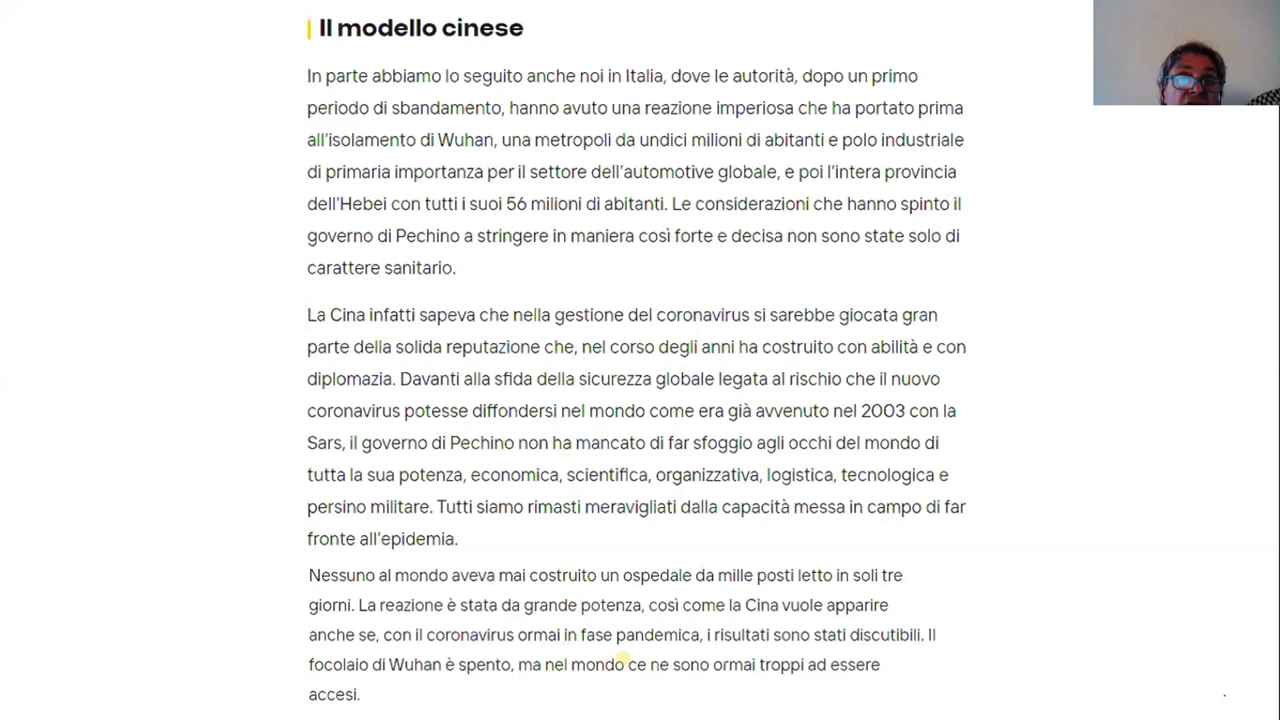 Il modello cinese
In parte abbiamo lo seguito anche noi in Italia, dove le autorità, dopo un primo
periodo di sbandamento, hanno avuto una reazione imperiosa che ha portato prima
all'isolamento di Wuhan, una metropoli da undici milioni di abitanti e polo industriale
di primaria importanza per il settore dell'automotive globale, e poi l'intera provincia
dell'Hebei con tutti i suoi 56 milioni di abitanti. Le considerazioni che hanno spinto il
governo di Pechino a stringere in maniera così forte e decisa non sono state solo di
carattere sanitario.
La Cina infatti sapeva che nella gestione del coronavirus si sarebbe giocata gran
parte della solida reputazione che, nel corso degli anni ha costruito con abilità e con
diplomazia. Davanti alla sfida della sicurezza globale legata al rischio che il nuovo
coronavirus potesse diffondersi nel mondo come era già avvenuto nel 2003 con la
Sars, il governo di Pechino non ha mancato di far sfoggio agli occhi del mondo di
tutta la sua potenza, economica, scientifica, organizzativa, logistica, tecnologica e
persino militare. Tutti siamo rimasti meravigliati dalla capacità messa in campo di far
fronte all'epidemia.
Nessuno al mondo aveva mai costruito un ospedale da mille posti letto in soli tre
giorni. La reazione è stata da grande potenza, così come la Cina vuole apparire
anche se, con il coronavirus ormai in fase pandemica, i risultati sono stati discutibili. Il
focolaio di Wuhan è spento, ma nel mondo ce ne sono ormai troppi ad essere
accesi.